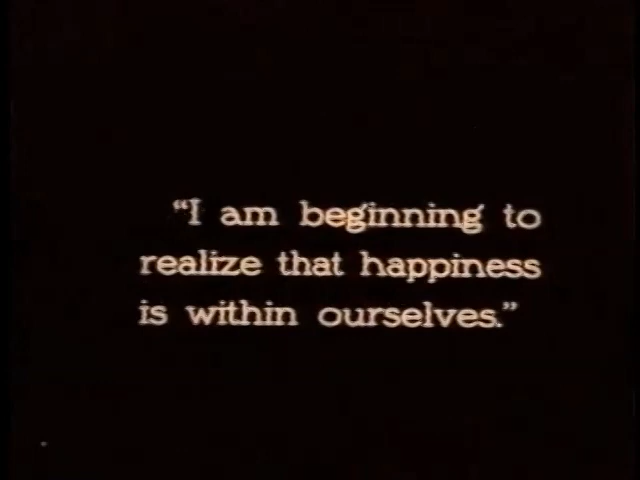 “I am beginning to
realize that happiness
is within ourselves.”